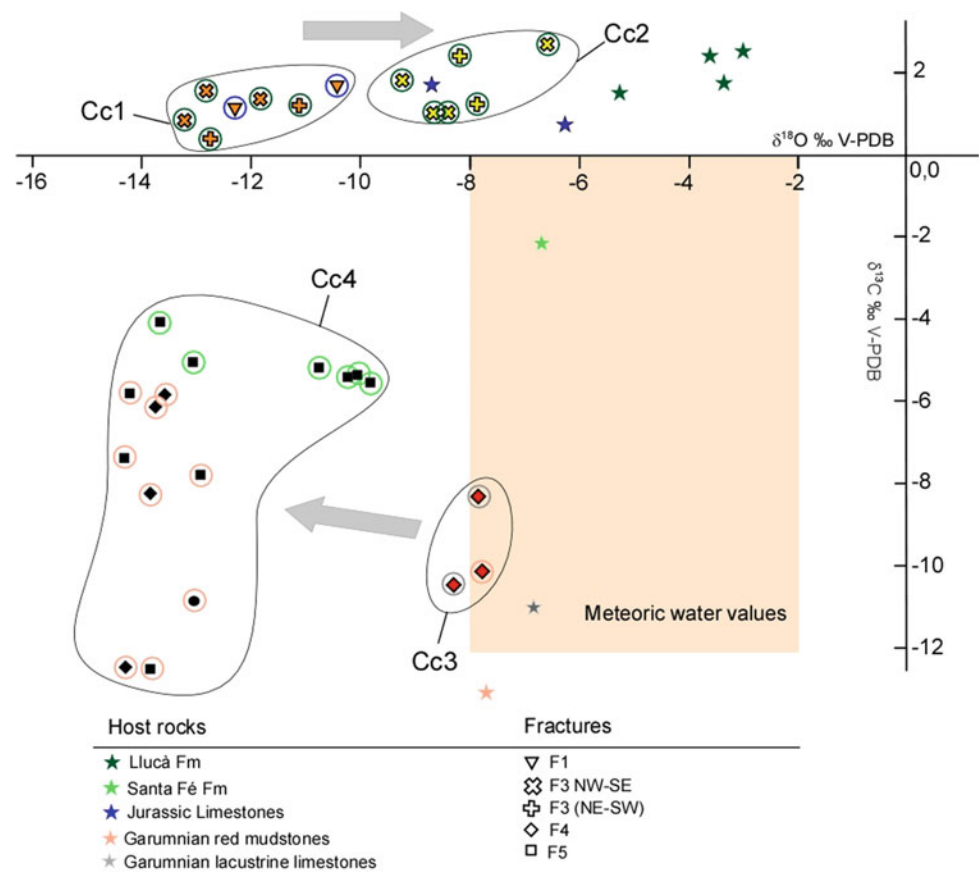 Cc2
2
Cc1
δ¹⁸O ‰ V-PDB
-16 -14 -12 -10 -8 -6 -4 -2 0,0
-2
δ¹³C ‰ V-PDB
Cc4
-4
-6
-8
-10
Meteoric water values
-12
Cc3
Host rocks
Llucà Fm
Santa Fé Fm
Jurassic Limestones
Garumnian red mudstones
Garumnian lacustrine limestones
Fractures
F1
F3 NW-SE
F3 (NE-SW)
F4
F5